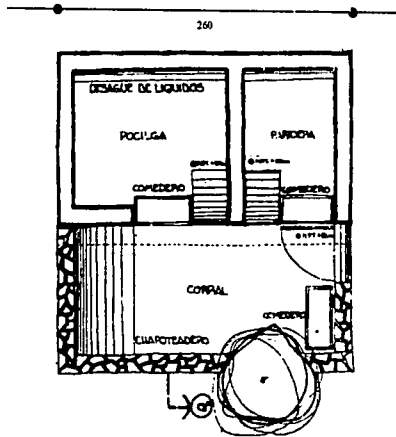 260
DESAGUE DE LIQUIDOS
POCILGA
PARIDERA
COMEDERO
COMEDERO
CORRAL
COMEDERO
CHAPOTEADERO